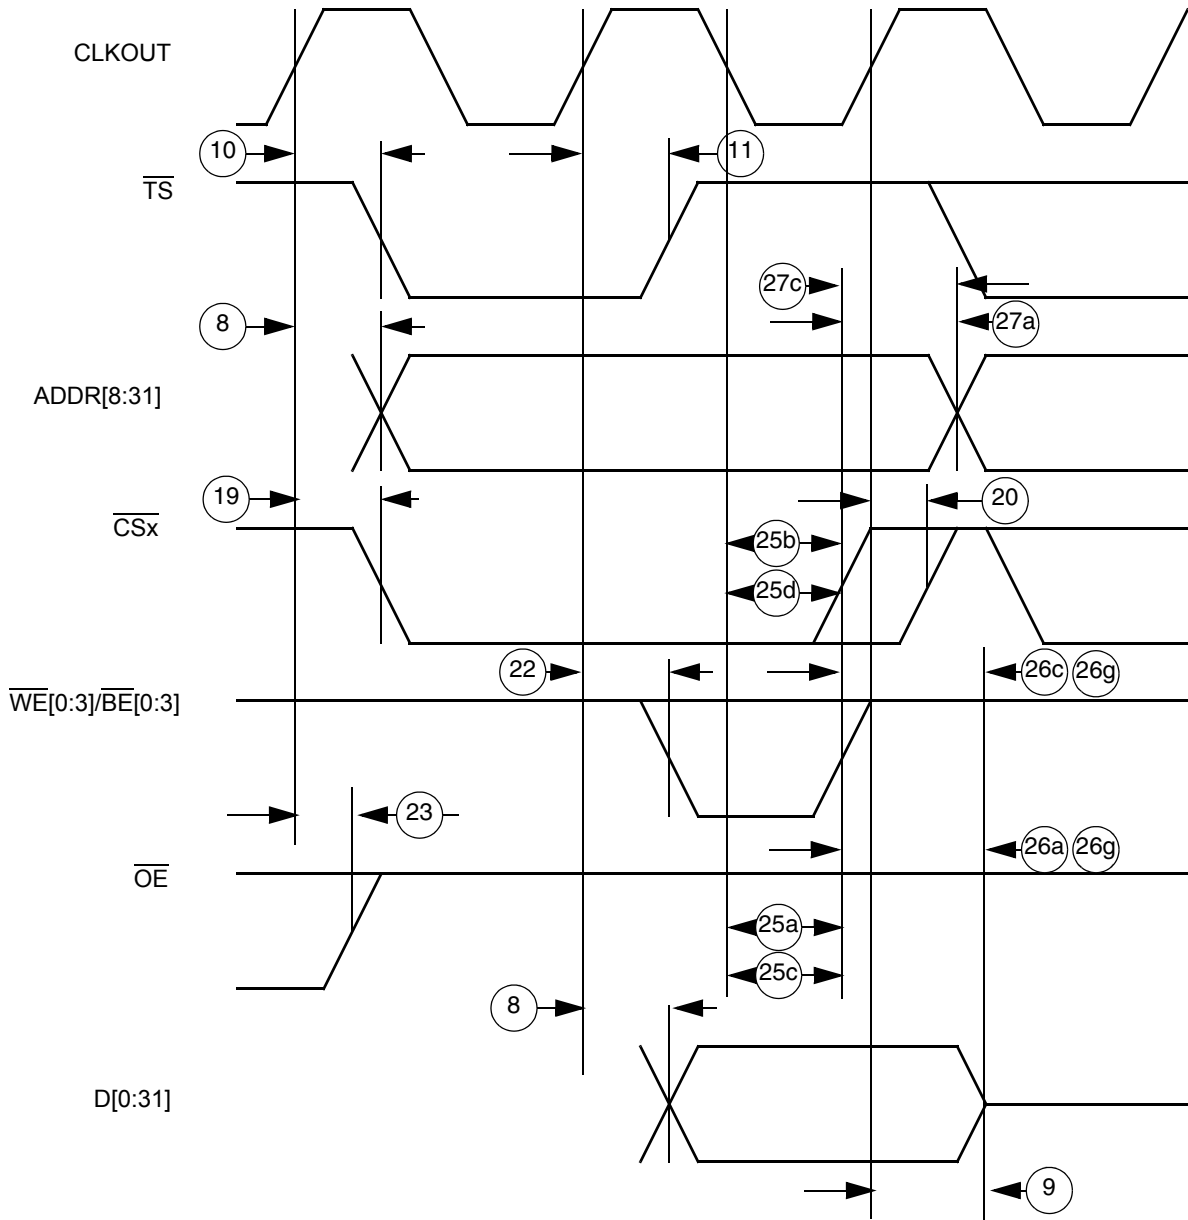 CLKOUT
10
11
TS
27c
8
27a
ADDR[8:31]
19
20
CSx
25b
25d
22
26c 26g
WE[0:3]/BE[0:3]
23
26a 26g
OE
25a
25c
8
D[0:31]
9